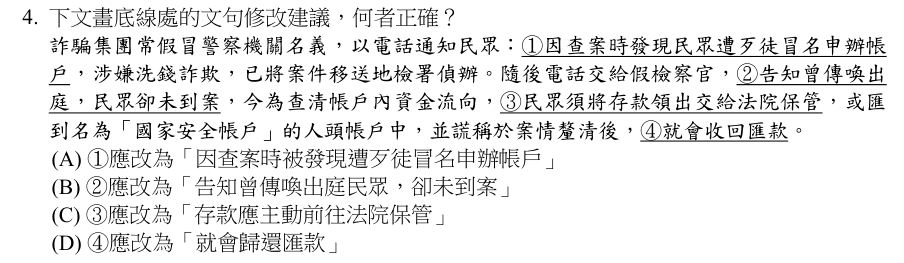 4. 下文畫底線處的文句修改建議，何者正確？
詐騙集團常假冒警察機關名義，以電話通知民眾：①因查案時發現民眾遭歹徒冒名申辦帳
戶，涉嫌洗錢詐欺，已將案件移送地檢署偵辦。隨後電話交給假檢察官，②告知曾傳喚出
庭，民眾卻未到案，今為查清帳戶內資金流向，③民眾須將存款領出交給法院保管，或匯
到名為「國家安全帳戶」的人頭帳戶中，並謊稱於案情釐清後，④就會收回匯款。
(A) ①應改為「因查案時被發現遭歹徒冒名申辦帳戶」
(B) ②應改為「告知曾傳喚出庭民眾，卻未到案」
(C) ③應改為「存款應主動前往法院保管」
(D) ④應改為「就會歸還匯款」